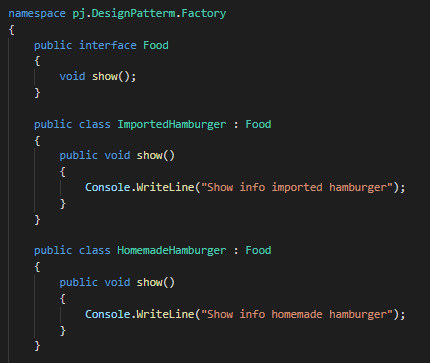 namespace pj.DesignPatterm.Factory
{
    public interface Food
    {
        void show();
    }

    public class ImportedHamburger : Food
    {
        public void show()
        {
            Console.WriteLine("Show info imported hamburger");
        }
    }

    public class HomemadeHamburger : Food
    {
        public void show()
        {
            Console.WriteLine("Show info homemade hamburger");
        }
    }